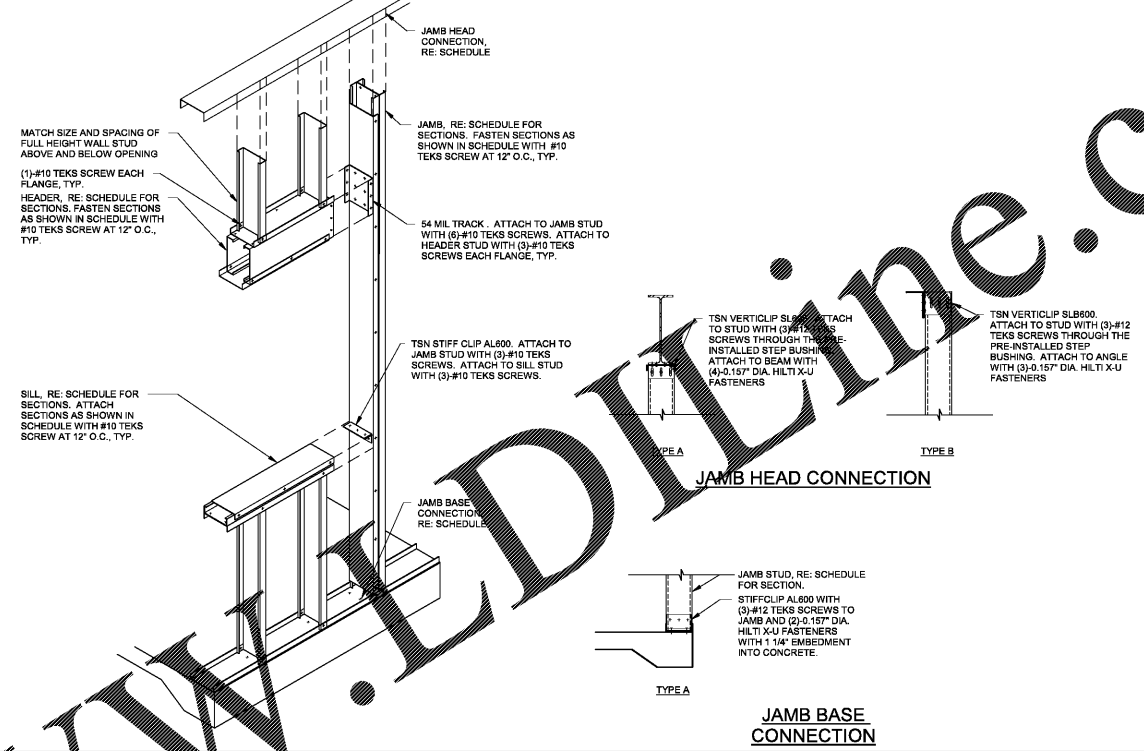 JAMB HEAD
CONNECTION,
RE: SCHEDULE
MATCH SIZE AND SPACING OF
FULL HEIGHT WALL STUD
ABOVE AND BELOW OPENING
(1)-#10 TEKS SCREW EACH
FLANGE, TYP.
HEADER, RE: SCHEDULE FOR
SECTIONS. FASTEN SECTIONS
AS SHOWN IN SCHEDULE WITH
#10 TEKS SCREW AT 12" O.C.,
TYP.
JAMB, RE: SCHEDULE FOR
SECTIONS. FASTEN SECTIONS AS
SHOWN IN SCHEDULE WITH #10
TEKS SCREW AT 12" O.C., TYP.
54 MIL TRACK . ATTACH TO JAMB STUD
WITH (6)-#10 TEKS SCREWS. ATTACH TO
HEADER STUD WITH (3)-#10 TEKS
SCREWS EACH FLANGE, TYP.
TSN STIFF CLIP AL600. ATTACH TO
JAMB STUD WITH (3)-#10 TEKS
SCREWS. ATTACH TO SILL STUD
WITH (3)-#10 TEKS SCREWS.
SILL, RE: SCHEDULE FOR
SECTIONS. ATTACH
SECTIONS AS SHOWN IN
SCHEDULE WITH #10 TEKS
SCREW AT 12" O.C., TYP.
JAMB BASE
CONNECTION,
RE: SCHEDULE
TSN VERTICLIP ATTACH
TO STUD WITH (3)-#12 TEKS
SCREWS THROUGH THE PRE-
INSTALLED STEP BUSHING.
ATTACH TO BEAM WITH
(4)-0.157" DIA. HILTI X-U
FASTENERS
TYPE A
TSN VERTICLIP SLB600.
ATTACH TO STUD WITH (3)-#12
TEKS SCREWS THROUGH THE
PRE-INSTALLED STEP
BUSHING. ATTACH TO ANGLE
WITH (3)-0.157" DIA. HILTI X-U
FASTENERS
TYPE B
JAMB HEAD CONNECTION
JAMB STUD, RE: SCHEDULE
FOR SECTION.
STIFFCLIP AL600 WITH
(3)-#12 TEKS SCREWS TO
JAMB AND (2)-0.157" DIA.
HILTI X-U FASTENERS
WITH 1 1/4" EMBEDMENT
INTO CONCRETE.
TYPE A
JAMB BASE
CONNECTION
W.LDILine.c